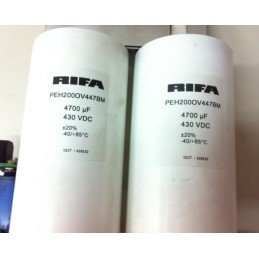 RIFA
PEH200OV447BM
4700 µF
430 VDC
±20%
-40/+85°C
RIFA
PEH200OV447BM
4700 µF
430 VDC
±20%
-40/+85°C